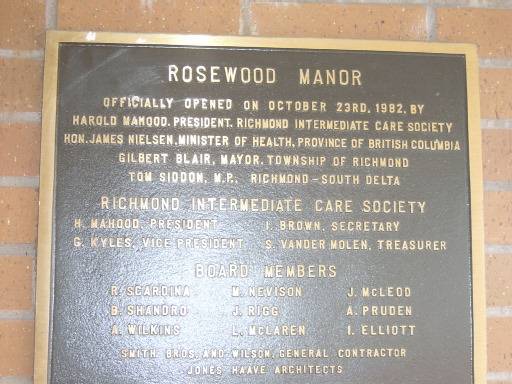 ROSEWOOD MANOR
OFFICIALLY OPENED ON OCTOBER 23RD, 1982, BY
HAROLD MAHOOD, PRESIDENT, RICHMOND INTERMEDIATE CARE SOCIETY
HON. JAMES NIELSEN, MINISTER OF HEALTH, PROVINCE OF BRITISH COLUMBIA
GILBERT BLAIR, MAYOR, TOWNSHIP OF RICHMOND
TOM SIDDON, M.P., RICHMOND-SOUTH DELTA
RICHMOND INTERMEDIATE CARE SOCIETY
H. MAHOOD, PRESIDENT I. BROWN, SECRETARY
G. KYLES, VICE PRESIDENT S. VANDER MOLEN, TREASURER
BOARD MEMBERS
R. SCARDINA M. NEVISON J. McLEOD
B. SHANDRO J. RIGG A. PRUDEN
A. WILKINS L. McLAREN I. ELLIOTT
SMITH BROS. AND WILSON, GENERAL CONTRACTOR
JONES HAAVE ARCHITECTS